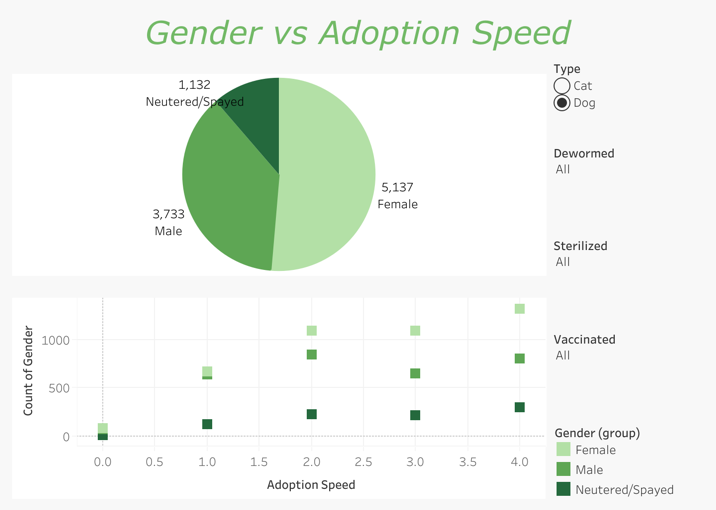 Gender vs Adoption Speed
1,132
Neutered/Spayed
5,137
Female
3,733
Male
Type
Cat
Dog
Dewormed
All
Sterilized
All
Vaccinated
All
Count of Gender
1000
500
0
0.0 0.5 1.0 1.5 2.0 2.5 3.0 3.5 4.0
Adoption Speed
Gender (group)
Female
Male
Neutered/Spayed